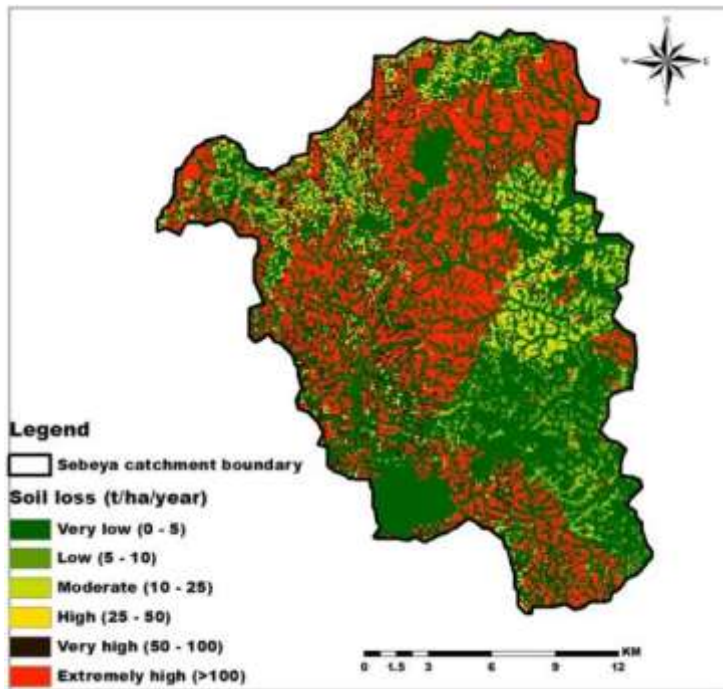 N
W E
S
Legend
Sebeya catchment boundary
Soil loss (t/ha/year)
Very low (0 - 5)
Low (5 - 10)
Moderate (10 - 25)
High (25 - 50)
Very high (50 - 100)
Extremely high (>100)
KM
0 1.5 3 6 9 12